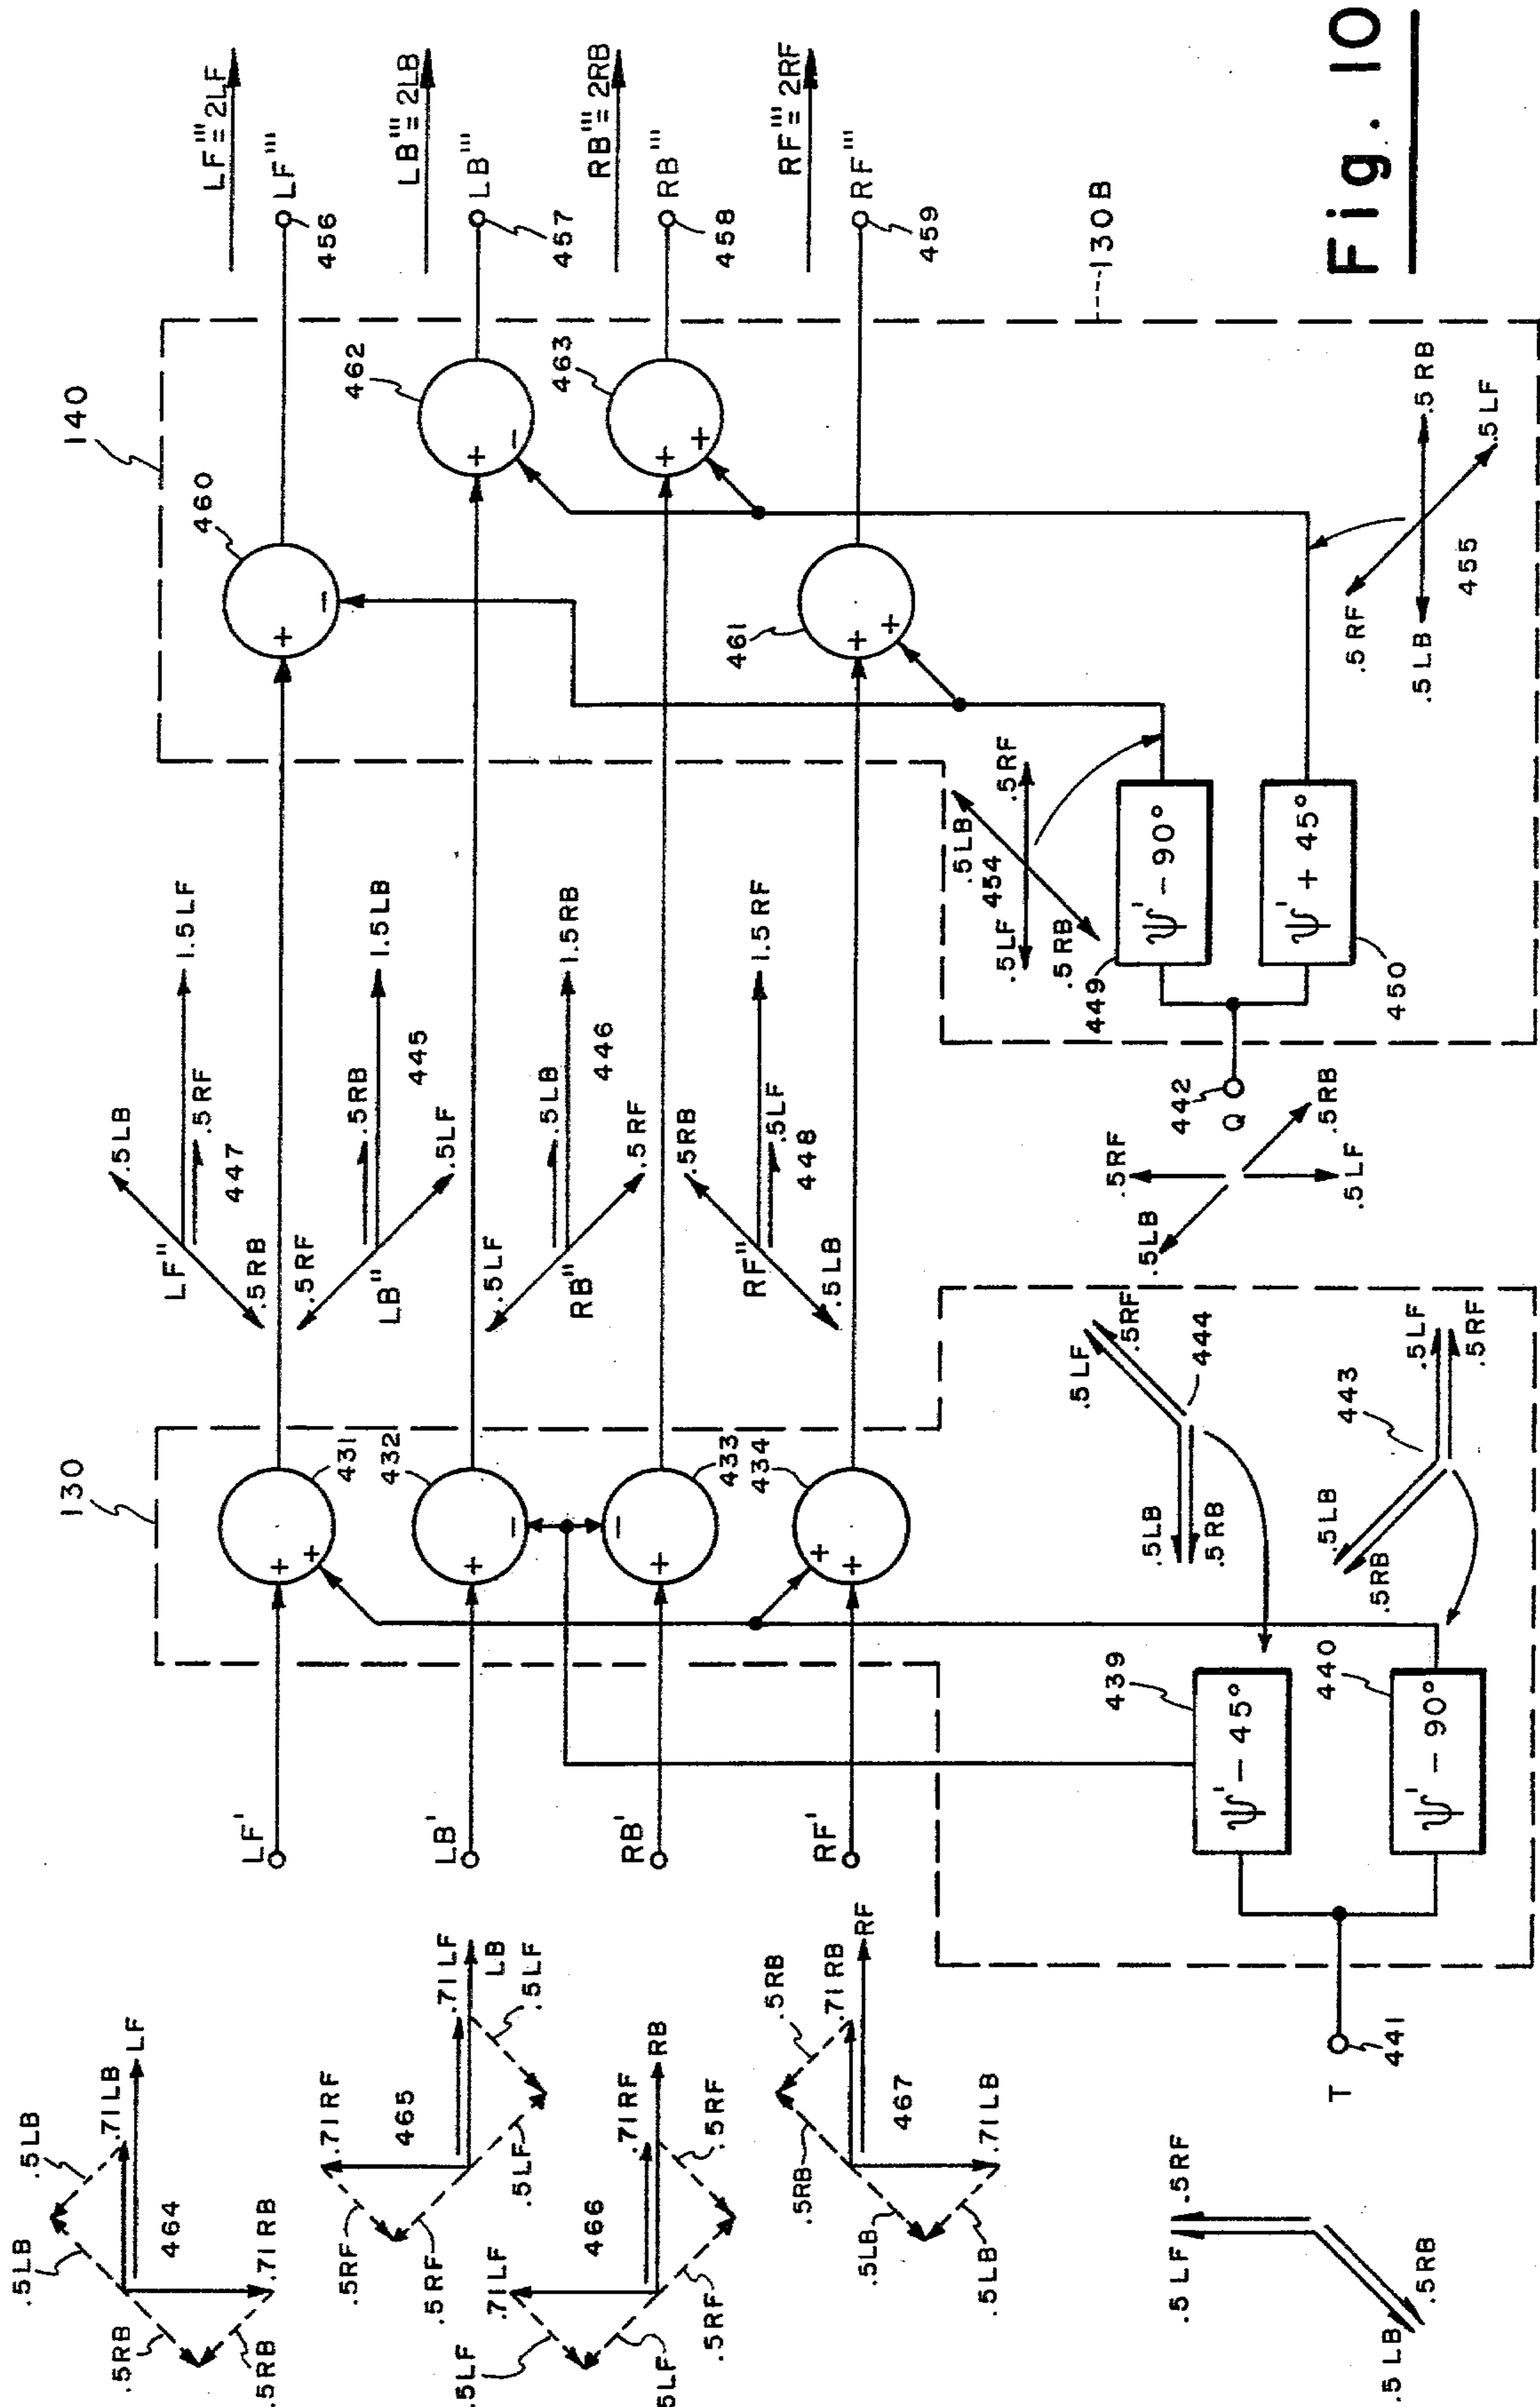 .5LB
.5LB
.71LB
LF
464
.5RB
.71RB
.5RB
.71RF
465
.71LF
LB
.5LF
.5RF
.5RF
.5LF
.71LF
466
.71RF
RB
.5RF
.5LF
.5LF
.5RF
.5RB
.71RB
RF
.5RB
467
.5LB
.71LB
.5LB
.5LF
.5RF
.5LB
.5RB
T
441
LF'
LB'
RB'
RF'
130
+
+
431
432
+
−
−
+
433
434
+
+
439
ψ' − 45°
440
ψ' − 90°
.5LF
.5RF
444
.5LB
.5RB
.5LF
.5RF
443
.5LB
.5RB
LF"
.5LB
1.5LF
.5RF
447
.5RB
.5RF
LB"
.5RB
1.5LB
445
.5LF
.5LF
RB"
.5LB
1.5RB
446
.5RF
.5RB
RF"
1.5RF
.5LF
448
.5LB
.5RF
.5LB
.5LF
.5RB
442
Q
140
460
+
−
462
+
−
463
+
+
461
+
+
.5LB
.5RF
454
.5LF
.5RB
449
ψ' − 90°
ψ' + 45°
450
.5RF
.5RB
.5LB
.5LF
455
130B
LF''' = 2LF
LF'''
456
LB''' = 2LB
LB'''
457
RB''' = 2RB
RB'''
458
RF''' = 2RF
RF'''
459
Fig. 10